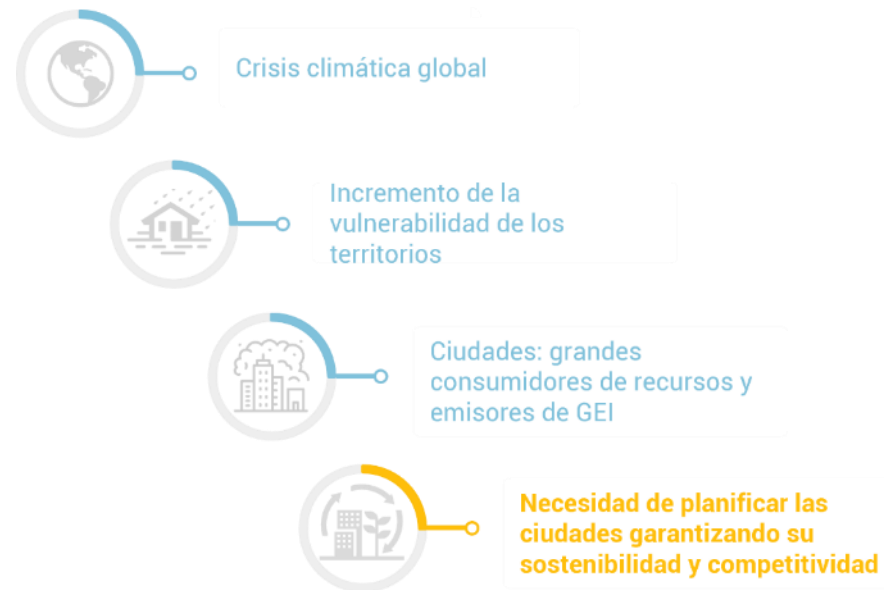 Crisis climática global
Incremento de la
vulnerabilidad de los
territorios
Ciudades: grandes
consumidores de recursos y
emisores de GEI
Necesidad de planificar las
ciudades garantizando su
sostenibilidad y competitividad